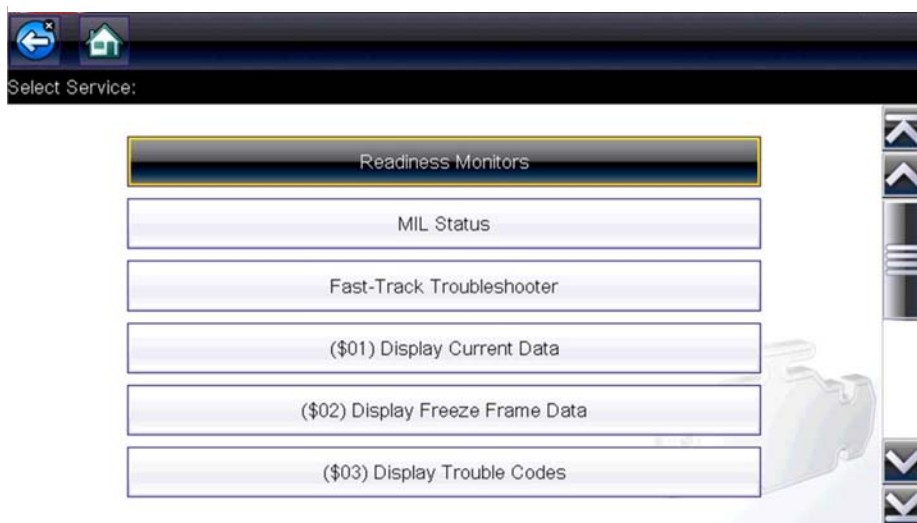 Select Service:
Readiness Monitors
MIL Status
Fast-Track Troubleshooter
($01) Display Current Data
($02) Display Freeze Frame Data
($03) Display Trouble Codes